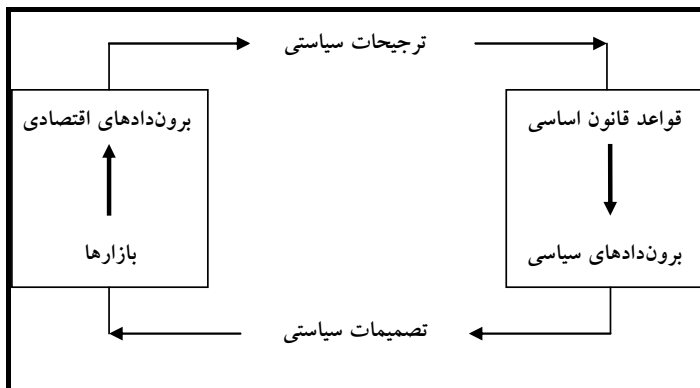 ترجیحات سیاستی
قواعد قانون اساسی
برون‌دادهای اقتصادی
برون‌دادهای سیاسی
بازارها
تصمیمات سیاستی